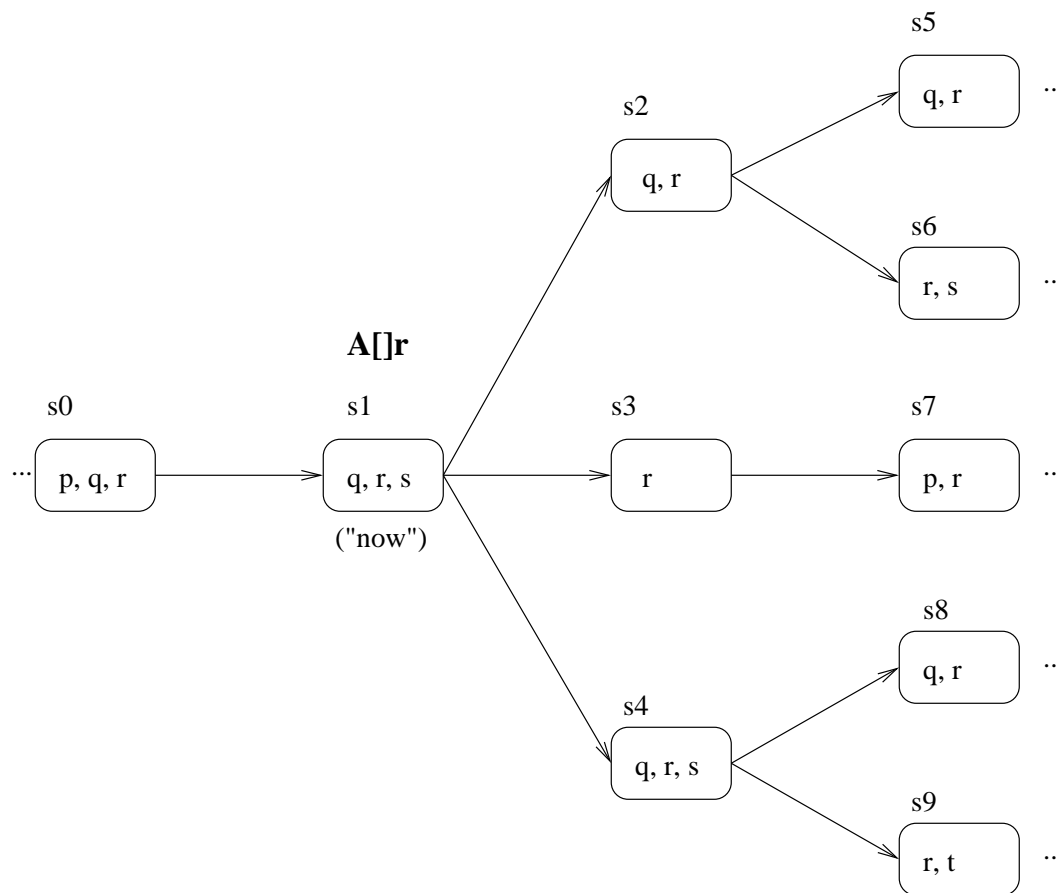 s5
q, r ..
s2
q, r
s6
r, s ..
A[]r
s0 s1 s3 s7
... p, q, r q, r, s r p, r ..
("now")
s8
q, r ..
s4
q, r, s
s9
r, t ..